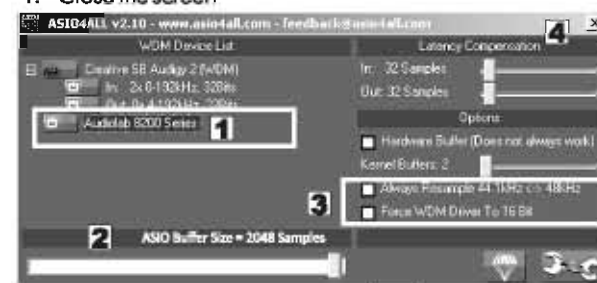 4. Close the screen
ASIO4ALL v2.10 - www.asio4all.com - feedback@asio4all.com
4
WDM Device List
Latency Compensation
Creative SB Audigy 2 (WDM)
In: 32 Samples
Out: 32 Samples
Audiolab 8200 Series
1
Options
Hardware Buffer (Does not always work)
Kernel Buffers: 2
3
Always Resample 44.1kHz <-> 48kHz
Force WDM Driver To 16 Bit
2
ASIO Buffer Size = 2048 Samples